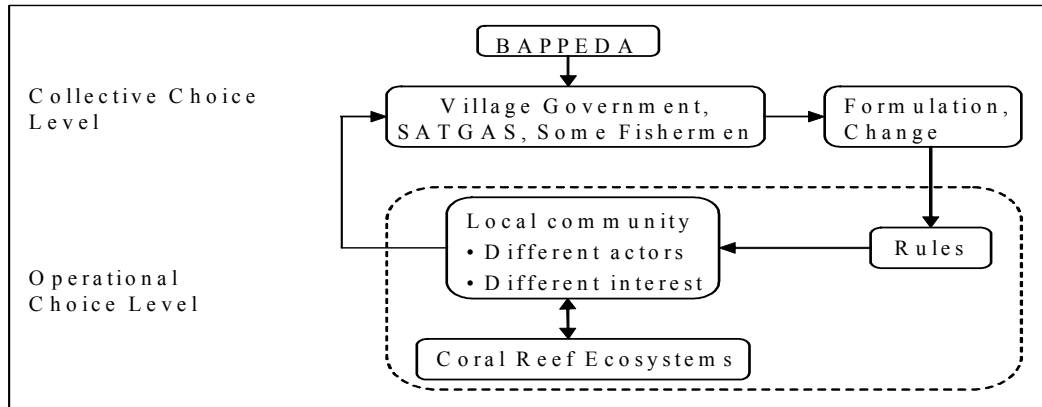 BAPPEDA
Collective Choice
Level
Village Government,
SATGAS, Some Fishermen
Formulation,
Change
Local community
• Different actors
• Different interest
Rules
Operational
Choice Level
Coral Reef Ecosystems